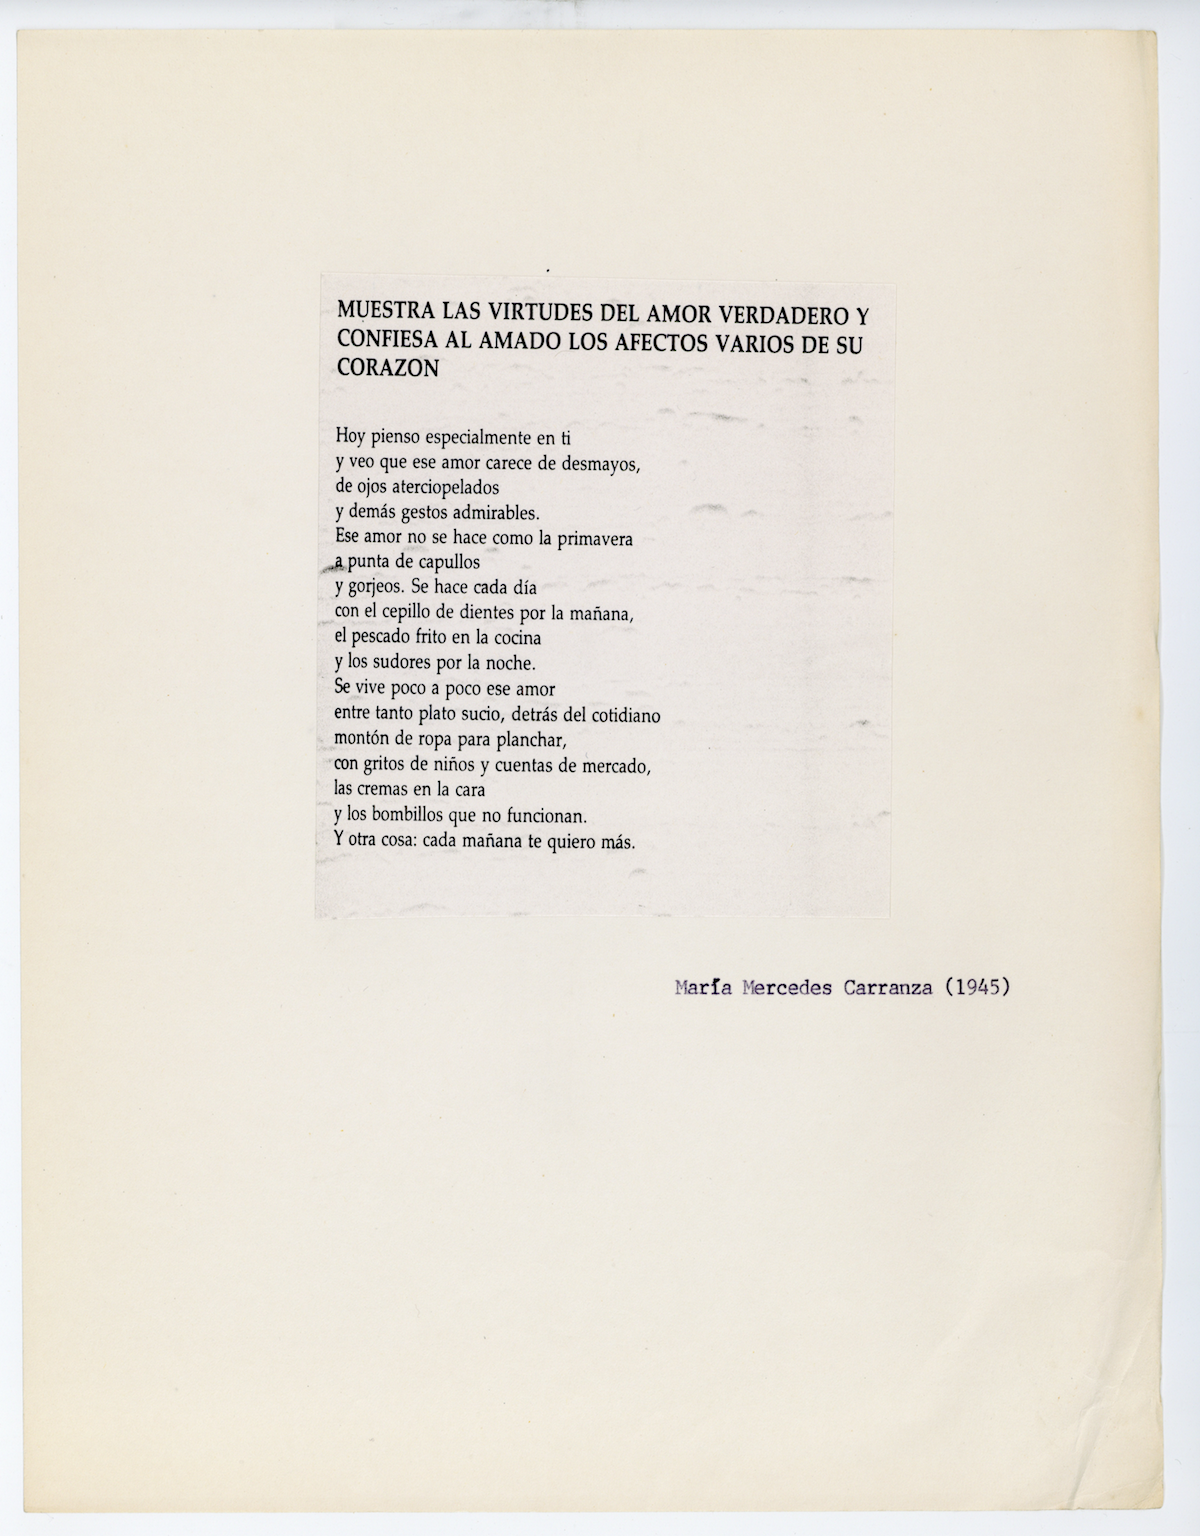 MUESTRA LAS VIRTUDES DEL AMOR VERDADERO Y
CONFIESA AL AMADO LOS AFECTOS VARIOS DE SU
CORAZON
Hoy pienso especialmente en ti
y veo que ese amor carece de desmayos,
de ojos aterciopelados
y demás gestos admirables.
Ese amor no se hace como la primavera
a punta de capullos
y gorjeos. Se hace cada día
con el cepillo de dientes por la mañana,
el pescado frito en la cocina
y los sudores por la noche.
Se vive poco a poco ese amor
entre tanto plato sucio, detrás del cotidiano
montón de ropa para planchar,
con gritos de niños y cuentas de mercado,
las cremas en la cara
y los bombillos que no funcionan.
Y otra cosa: cada mañana te quiero más.
María Mercedes Carranza (1945)